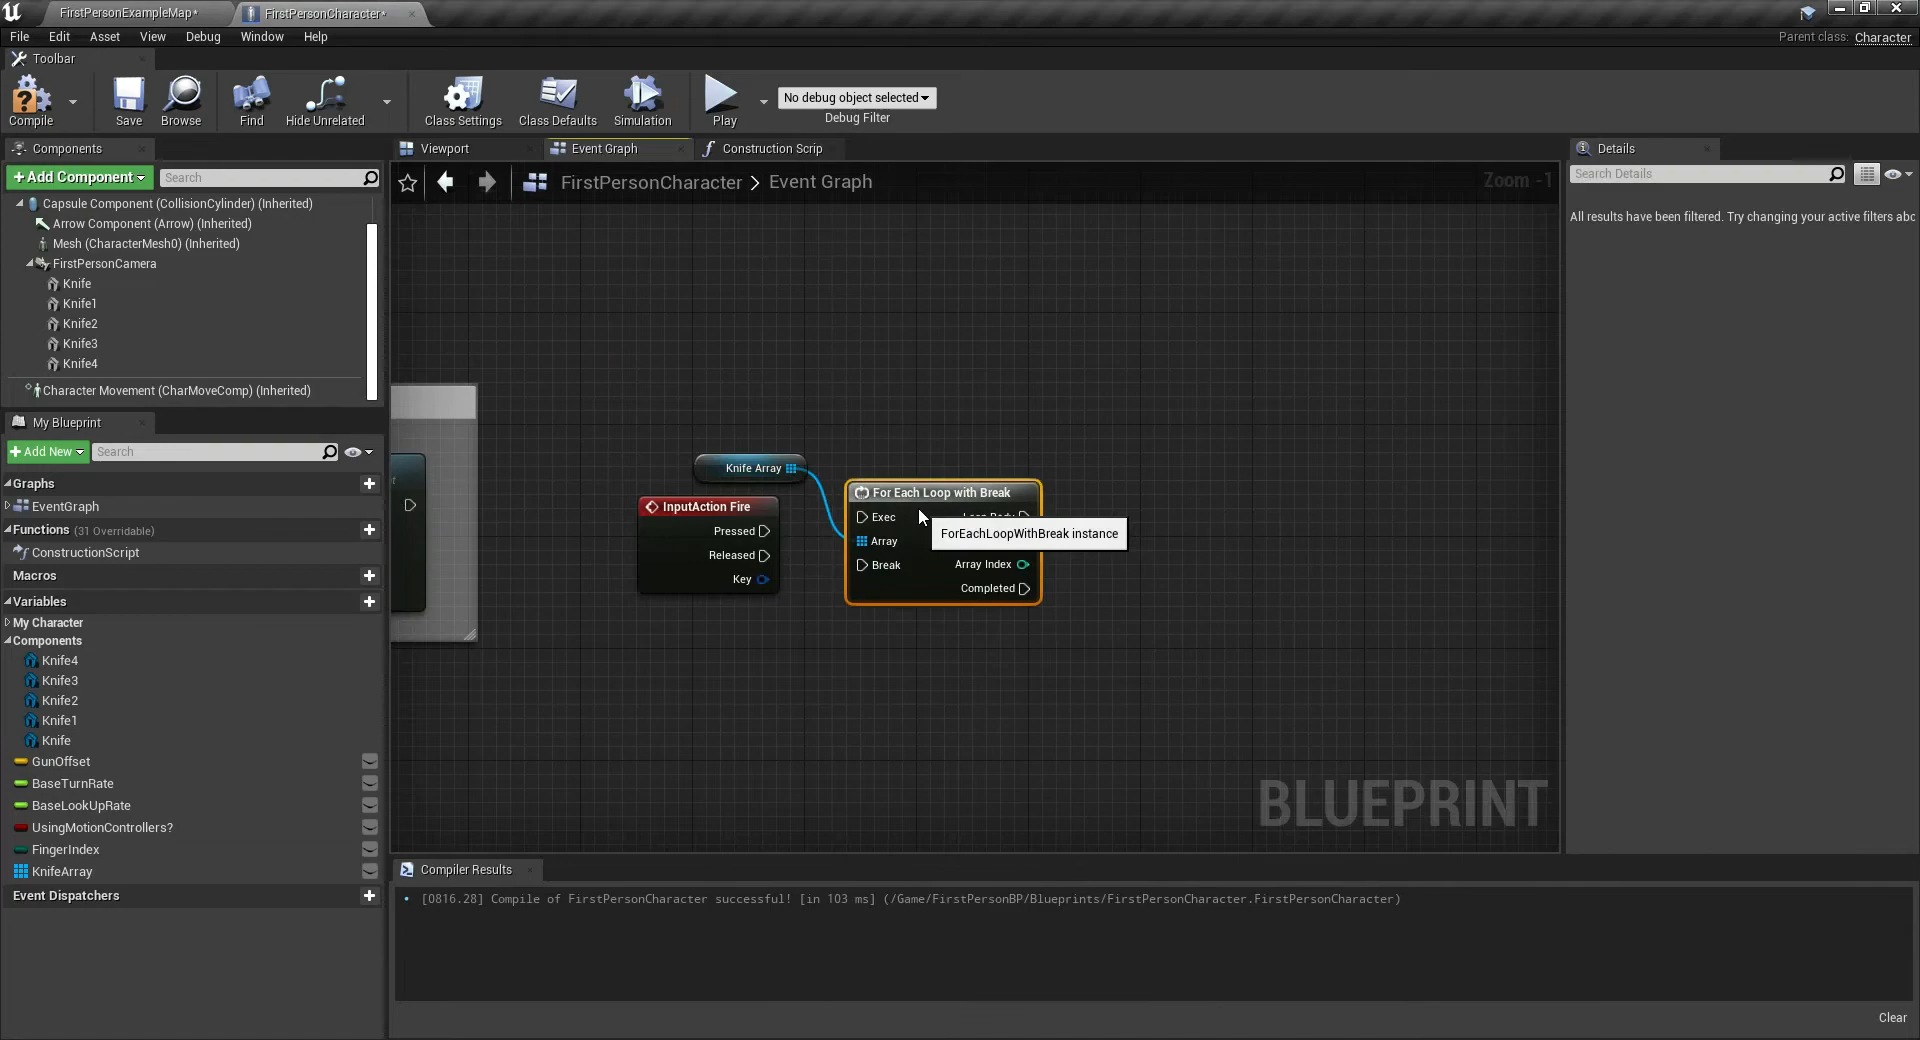 FirstPersonExampleMap*
FirstPersonCharacter*
File Edit Asset View Debug Window Help
Parent class: Character
Toolbar
Compile
Save
Browse
Find
Hide Unrelated
Class Settings
Class Defaults
Simulation
Play
No debug object selected
Debug Filter
Components
+Add Component
Search
Capsule Component (CollisionCylinder) (Inherited)
Arrow Component (Arrow) (Inherited)
Mesh (CharacterMesh0) (Inherited)
FirstPersonCamera
Knife
Knife1
Knife2
Knife3
Knife4
Character Movement (CharMoveComp) (Inherited)
My Blueprint
+Add New
Search
Graphs
EventGraph
Functions (31 Overridable)
ConstructionScript
Macros
Variables
My Character
Components
Knife4
Knife3
Knife2
Knife1
Knife
GunOffset
BaseTurnRate
BaseLookUpRate
UsingMotionControllers?
FingerIndex
KnifeArray
Event Dispatchers
Viewport
Event Graph
Construction Scrip
FirstPersonCharacter > Event Graph
Zoom -1
Knife Array
InputAction Fire
Pressed
Released
Key
For Each Loop with Break
Exec
Array
Break
Array Index
Completed
ForEachLoopWithBreak instance
BLUEPRINT
Compiler Results
[0816.28] Compile of FirstPersonCharacter successful! [in 103 ms] (/Game/FirstPersonBP/Blueprints/FirstPersonCharacter.FirstPersonCharacter)
Clear
Details
Search Details
All results have been filtered. Try changing your active filters abc